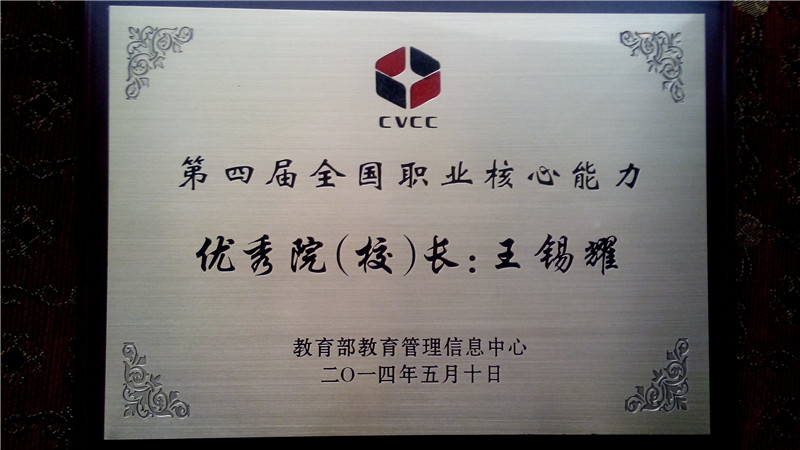 CVCC
第四届全国职业核心能力
优秀院(校)长:王锡耀
教育部教育管理信息中心
二〇一四年五月十日